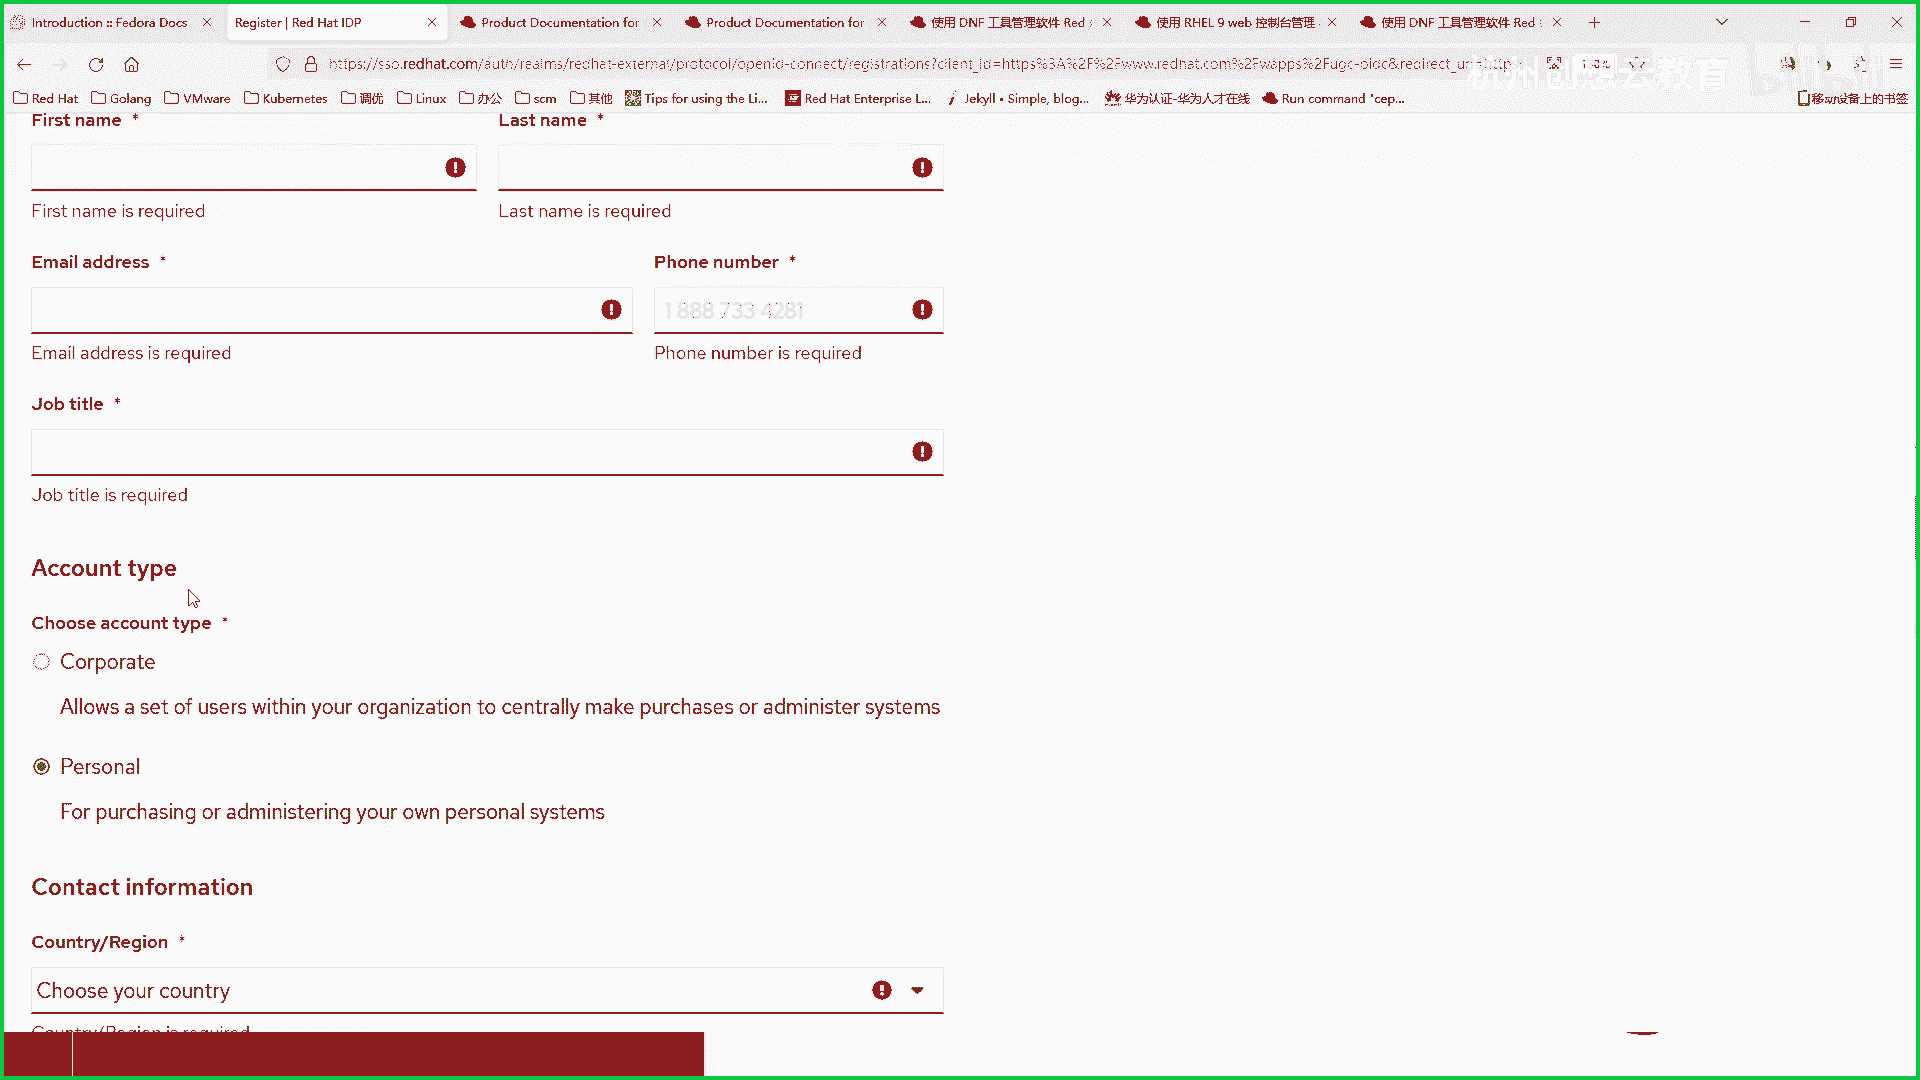 Introduction :: Fedora Docs
Register | Red Hat IDP
Product Documentation for
Product Documentation for
使用 DNF 工具管理软件 Red
使用 RHEL 9 web 控制台管理
使用 DNF 工具管理软件 Red
https://sso.redhat.com/auth/realms/redhat-external/protocol/openid-connect/registrations?client_id=https%3A%2F%2Fwww.redhat.com%2Fwapps%2Fugc-oidc&redirect_uri=https
Red Hat
Golang
VMware
Kubernetes
调优
Linux
办公
scm
其他
Tips for using the Li...
Red Hat Enterprise L...
Jekyll • Simple, blog...
华为认证-华为人才在线
Run command "cep...
移动设备上的书签
First name *
Last name *
First name is required
Last name is required
Email address *
Phone number *
1 888 733 4281
Email address is required
Phone number is required
Job title *
Job title is required
Account type
Choose account type *
Corporate
Allows a set of users within your organization to centrally make purchases or administer systems
Personal
For purchasing or administering your own personal systems
Contact information
Country/Region *
Choose your country
Country/Region is required